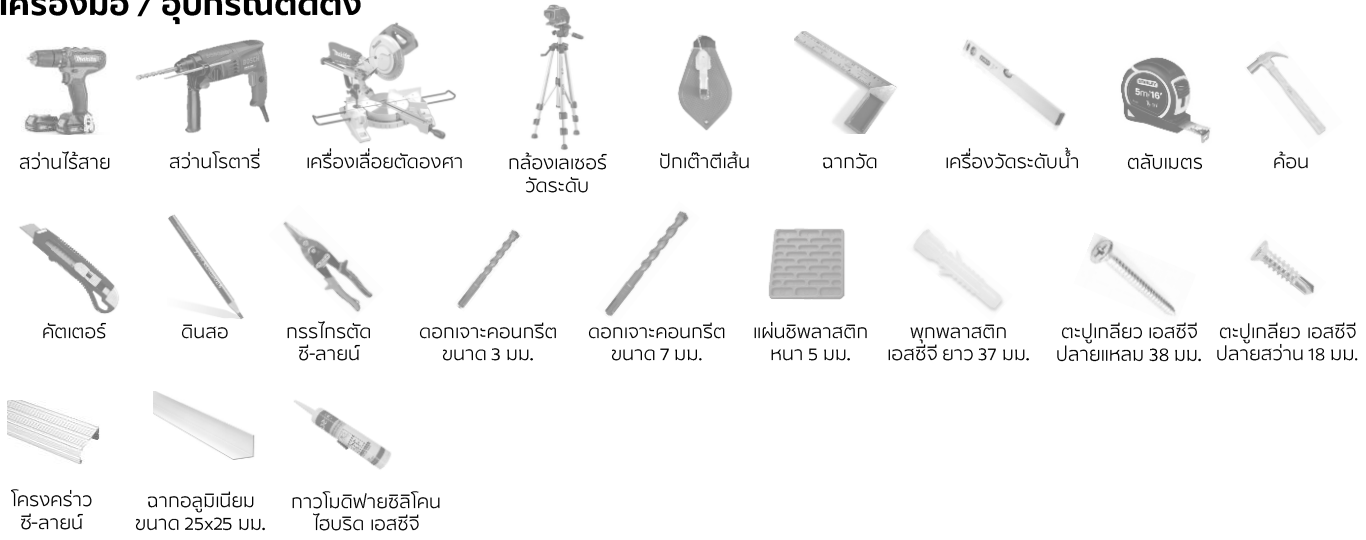 เครื่องมือ / อุปกรณ์ติดตั้ง
5m/16'
สว่านไร้สาย
สว่านโรตารี่
เครื่องเลื่อยตัดองศา
กล้องเลเซอร์
วัดระดับ
ปักเต้าตีเส้น
ฉากวัด
เครื่องวัดระดับน้ำ
ตลับเมตร
ค้อน
คัตเตอร์
ดินสอ
กรรไกรตัด
ซี-ลายน์
ดอกเจาะคอนกรีต
ขนาด 3 มม.
ดอกเจาะคอนกรีต
ขนาด 7 มม.
แผ่นชิพลาสติก
หนา 5 มม.
พุกพลาสติก
เอสซีจี ยาว 37 มม.
ตะปูเกลียว เอสซีจี
ปลายแหลม 38 มม.
ตะปูเกลียว เอสซีจี
ปลายสว่าน 18 มม.
โครงคร่าว
ซี-ลายน์
ฉากอลูมิเนียม
ขนาด 25x25 มม.
กาวโมดิฟายซิลิโคน
ไฮบริด เอสซีจี